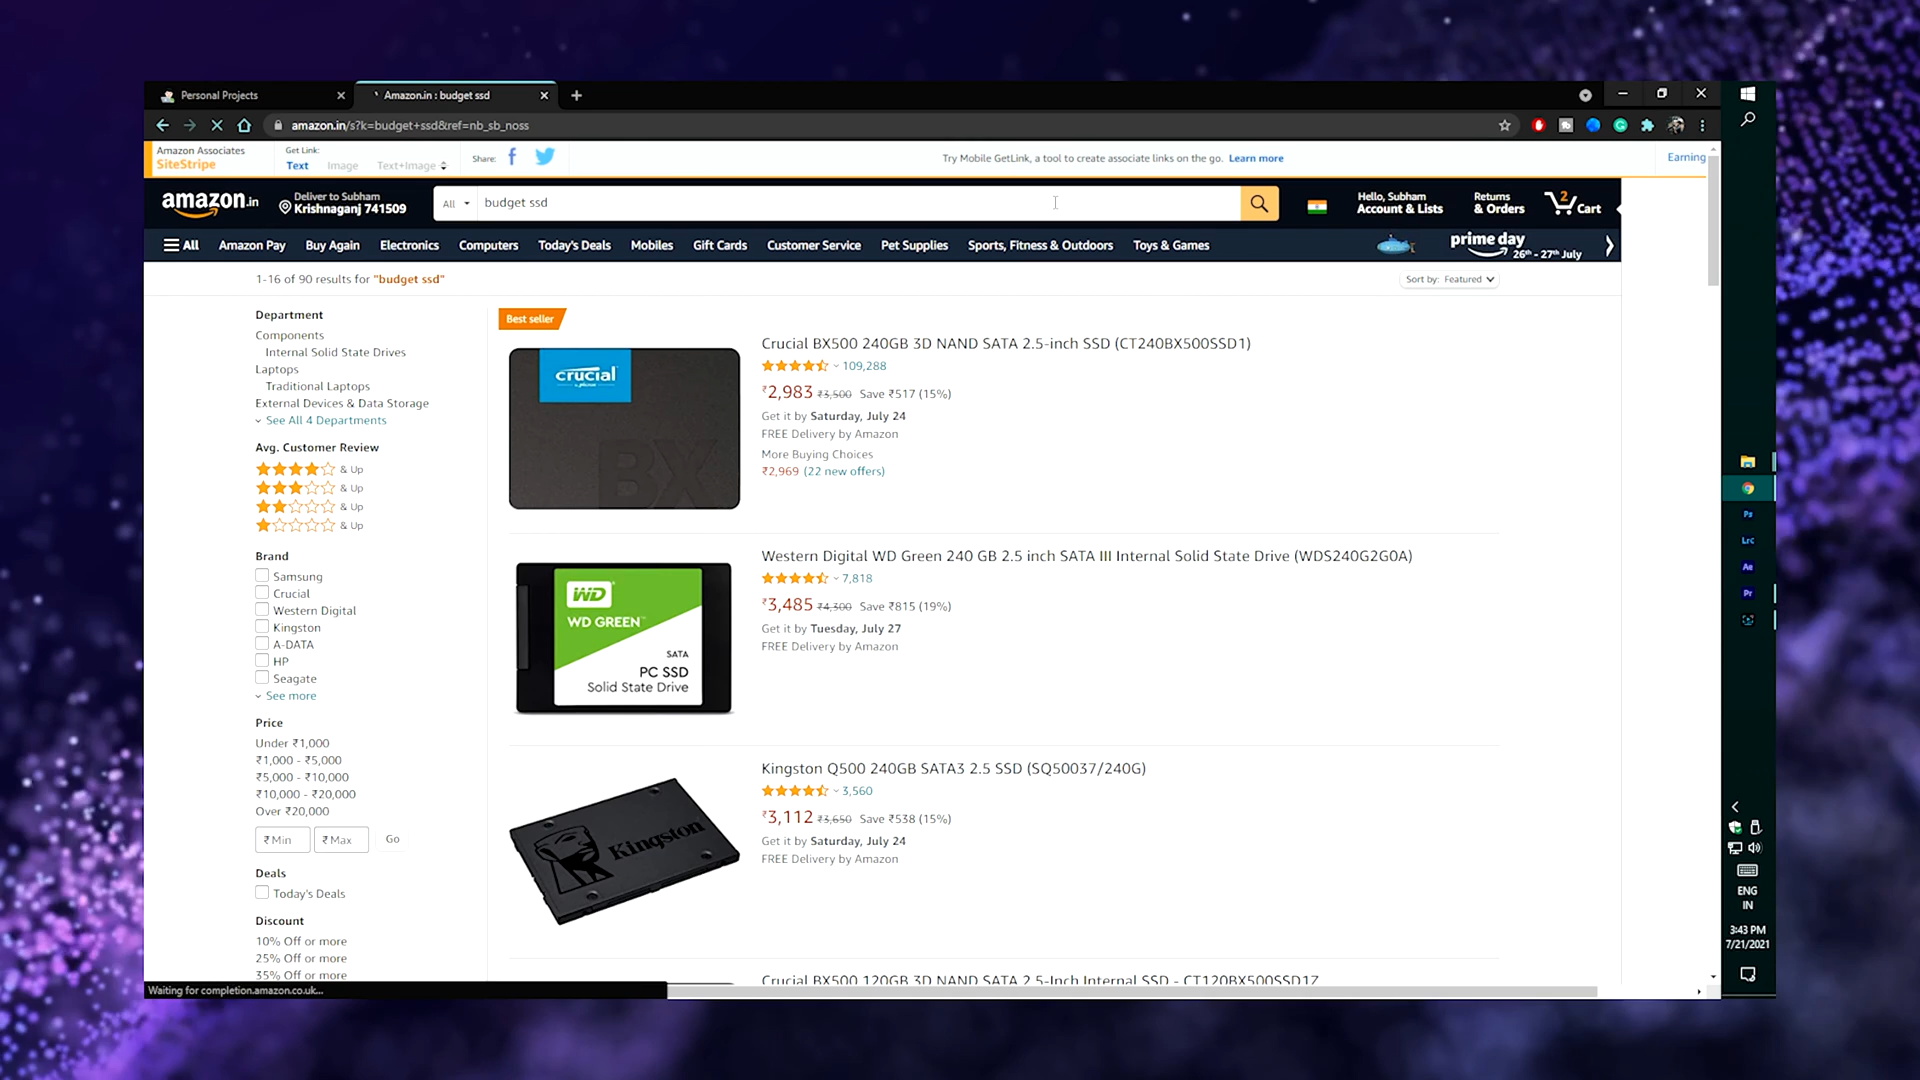 Personal Projects
Amazon.in : budget ssd
amazon.in/s?k=budget+ssd&ref=nb_sb_noss
Amazon Associates
SiteStripe
Get Link:
Text Image Text+Image
Share:
Try Mobile GetLink, a tool to create associate links on the go. Learn more
Earning
amazon.in
Deliver to Subham
Krishnaganj 741509
All
budget ssd
Hello, Subham
Account & Lists
Returns
& Orders
2
Cart
All Amazon Pay Buy Again Electronics Computers Today's Deals Mobiles Gift Cards Customer Service Pet Supplies Sports, Fitness & Outdoors Toys & Games
prime day
26th - 27th July
1-16 of 90 results for "budget ssd"
Sort by: Featured
Department
Components
Internal Solid State Drives
Laptops
Traditional Laptops
External Devices & Data Storage
See All 4 Departments
Avg. Customer Review
& Up
& Up
& Up
& Up
Brand
Samsung
Crucial
Western Digital
Kingston
A-DATA
HP
Seagate
See more
Price
Under ₹1,000
₹1,000 - ₹5,000
₹5,000 - ₹10,000
₹10,000 - ₹20,000
Over ₹20,000
₹ Min ₹ Max Go
Deals
Today's Deals
Discount
10% Off or more
25% Off or more
35% Off or more
Best seller
crucial
BX
Crucial BX500 240GB 3D NAND SATA 2.5-inch SSD (CT240BX500SSD1)
109,288
₹2,983 ₹3,500 Save ₹517 (15%)
Get it by Saturday, July 24
FREE Delivery by Amazon
More Buying Choices
₹2,969 (22 new offers)
WD
WD GREEN™
SATA
PC SSD
Solid State Drive
Western Digital WD Green 240 GB 2.5 inch SATA III Internal Solid State Drive (WDS240G2G0A)
7,818
₹3,485 ₹4,300 Save ₹815 (19%)
Get it by Tuesday, July 27
FREE Delivery by Amazon
Kingston
Kingston Q500 240GB SATA3 2.5 SSD (SQ50037/240G)
3,560
₹3,112 ₹3,650 Save ₹538 (15%)
Get it by Saturday, July 24
FREE Delivery by Amazon
Crucial BX500 120GB 3D NAND SATA 2.5-Inch Internal SSD - CT120BX500SSD1Z
Waiting for completion.amazon.co.uk...
Ps
Lrc
Ae
Pr
ENG
IN
3:43 PM
7/21/2021